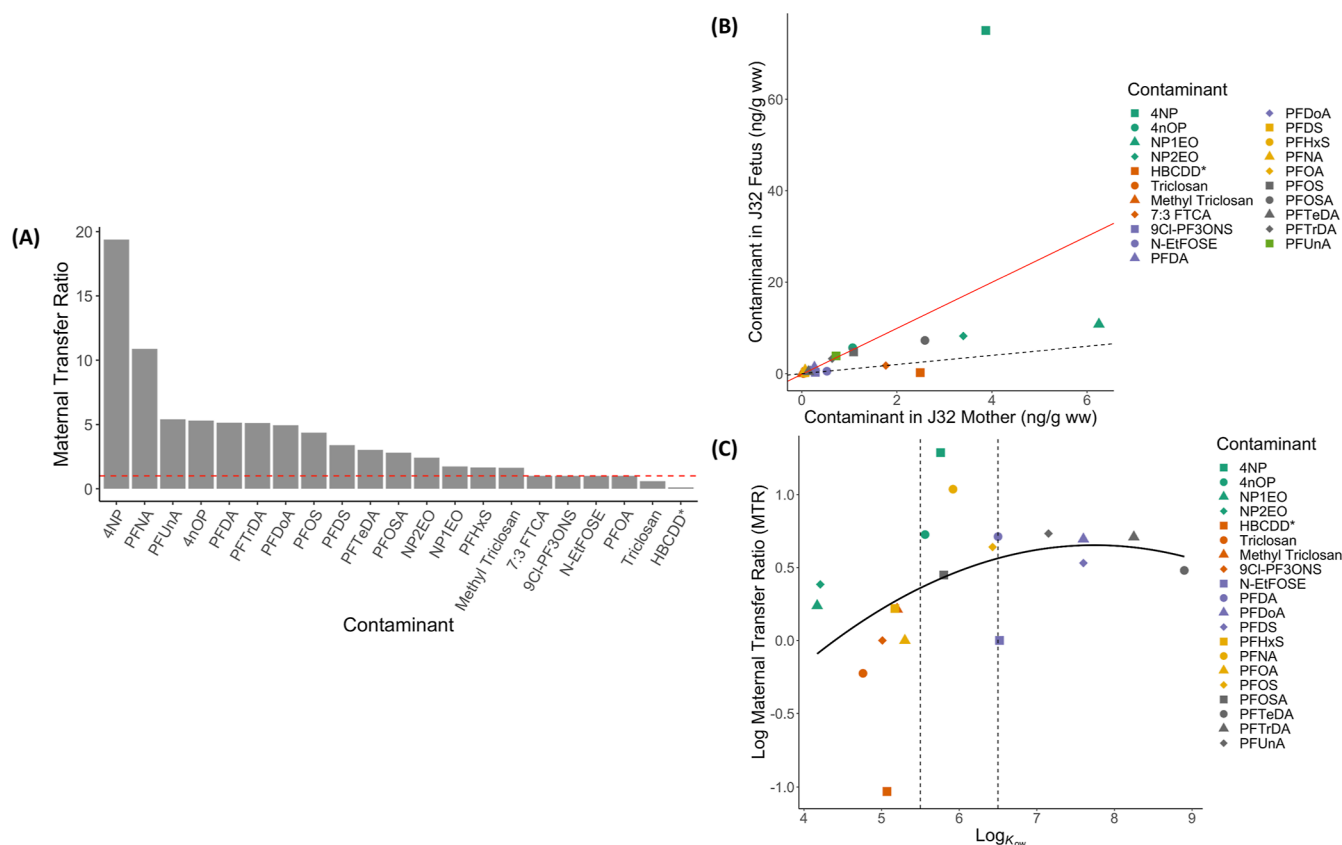 (A)
Maternal Transfer Ratio
20
15
10
5
0
4NP
PFNA
PFUnA
4nOP
PFDA
PFTrDA
PFDoA
PFOS
PFDS
PFTeDA
PFOSA
NP2EO
NP1EO
PFHxS
Methyl Triclosan
7:3 FTCA
9Cl-PF3ONS
N-EtFOSE
PFOA
Triclosan
HBCDD*
Contaminant
(B)
Contaminant in J32 Fetus (ng/g ww)
60
40
20
0
0 2 4 6
Contaminant in J32 Mother (ng/g ww)
Contaminant
4NP
4nOP
NP1EO
NP2EO
HBCDD*
Triclosan
Methyl Triclosan
7:3 FTCA
9Cl-PF3ONS
N-EtFOSE
PFDA
PFDoA
PFDS
PFHxS
PFNA
PFOA
PFOS
PFOSA
PFTeDA
PFTrDA
PFUnA
(C)
Log Maternal Transfer Ratio (MTR)
1.0
0.5
0.0
-0.5
-1.0
4 5 6 7 8 9
LogKow
Contaminant
4NP
4nOP
NP1EO
NP2EO
HBCDD*
Triclosan
Methyl Triclosan
9Cl-PF3ONS
N-EtFOSE
PFDA
PFDoA
PFDS
PFHxS
PFNA
PFOA
PFOS
PFOSA
PFTeDA
PFTrDA
PFUnA